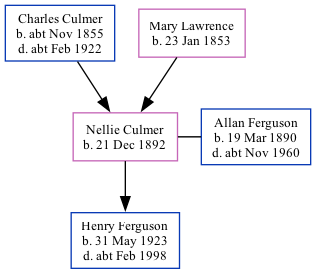 Charles Culmer
b. abt Nov 1855
d. abt Feb 1922
Mary Lawrence
b. 23 Jan 1853
Nellie Culmer
b. 21 Dec 1892
Allan Ferguson
b. 19 Mar 1890
d. abt Nov 1960
Henry Ferguson
b. 31 May 1923
d. abt Feb 1998